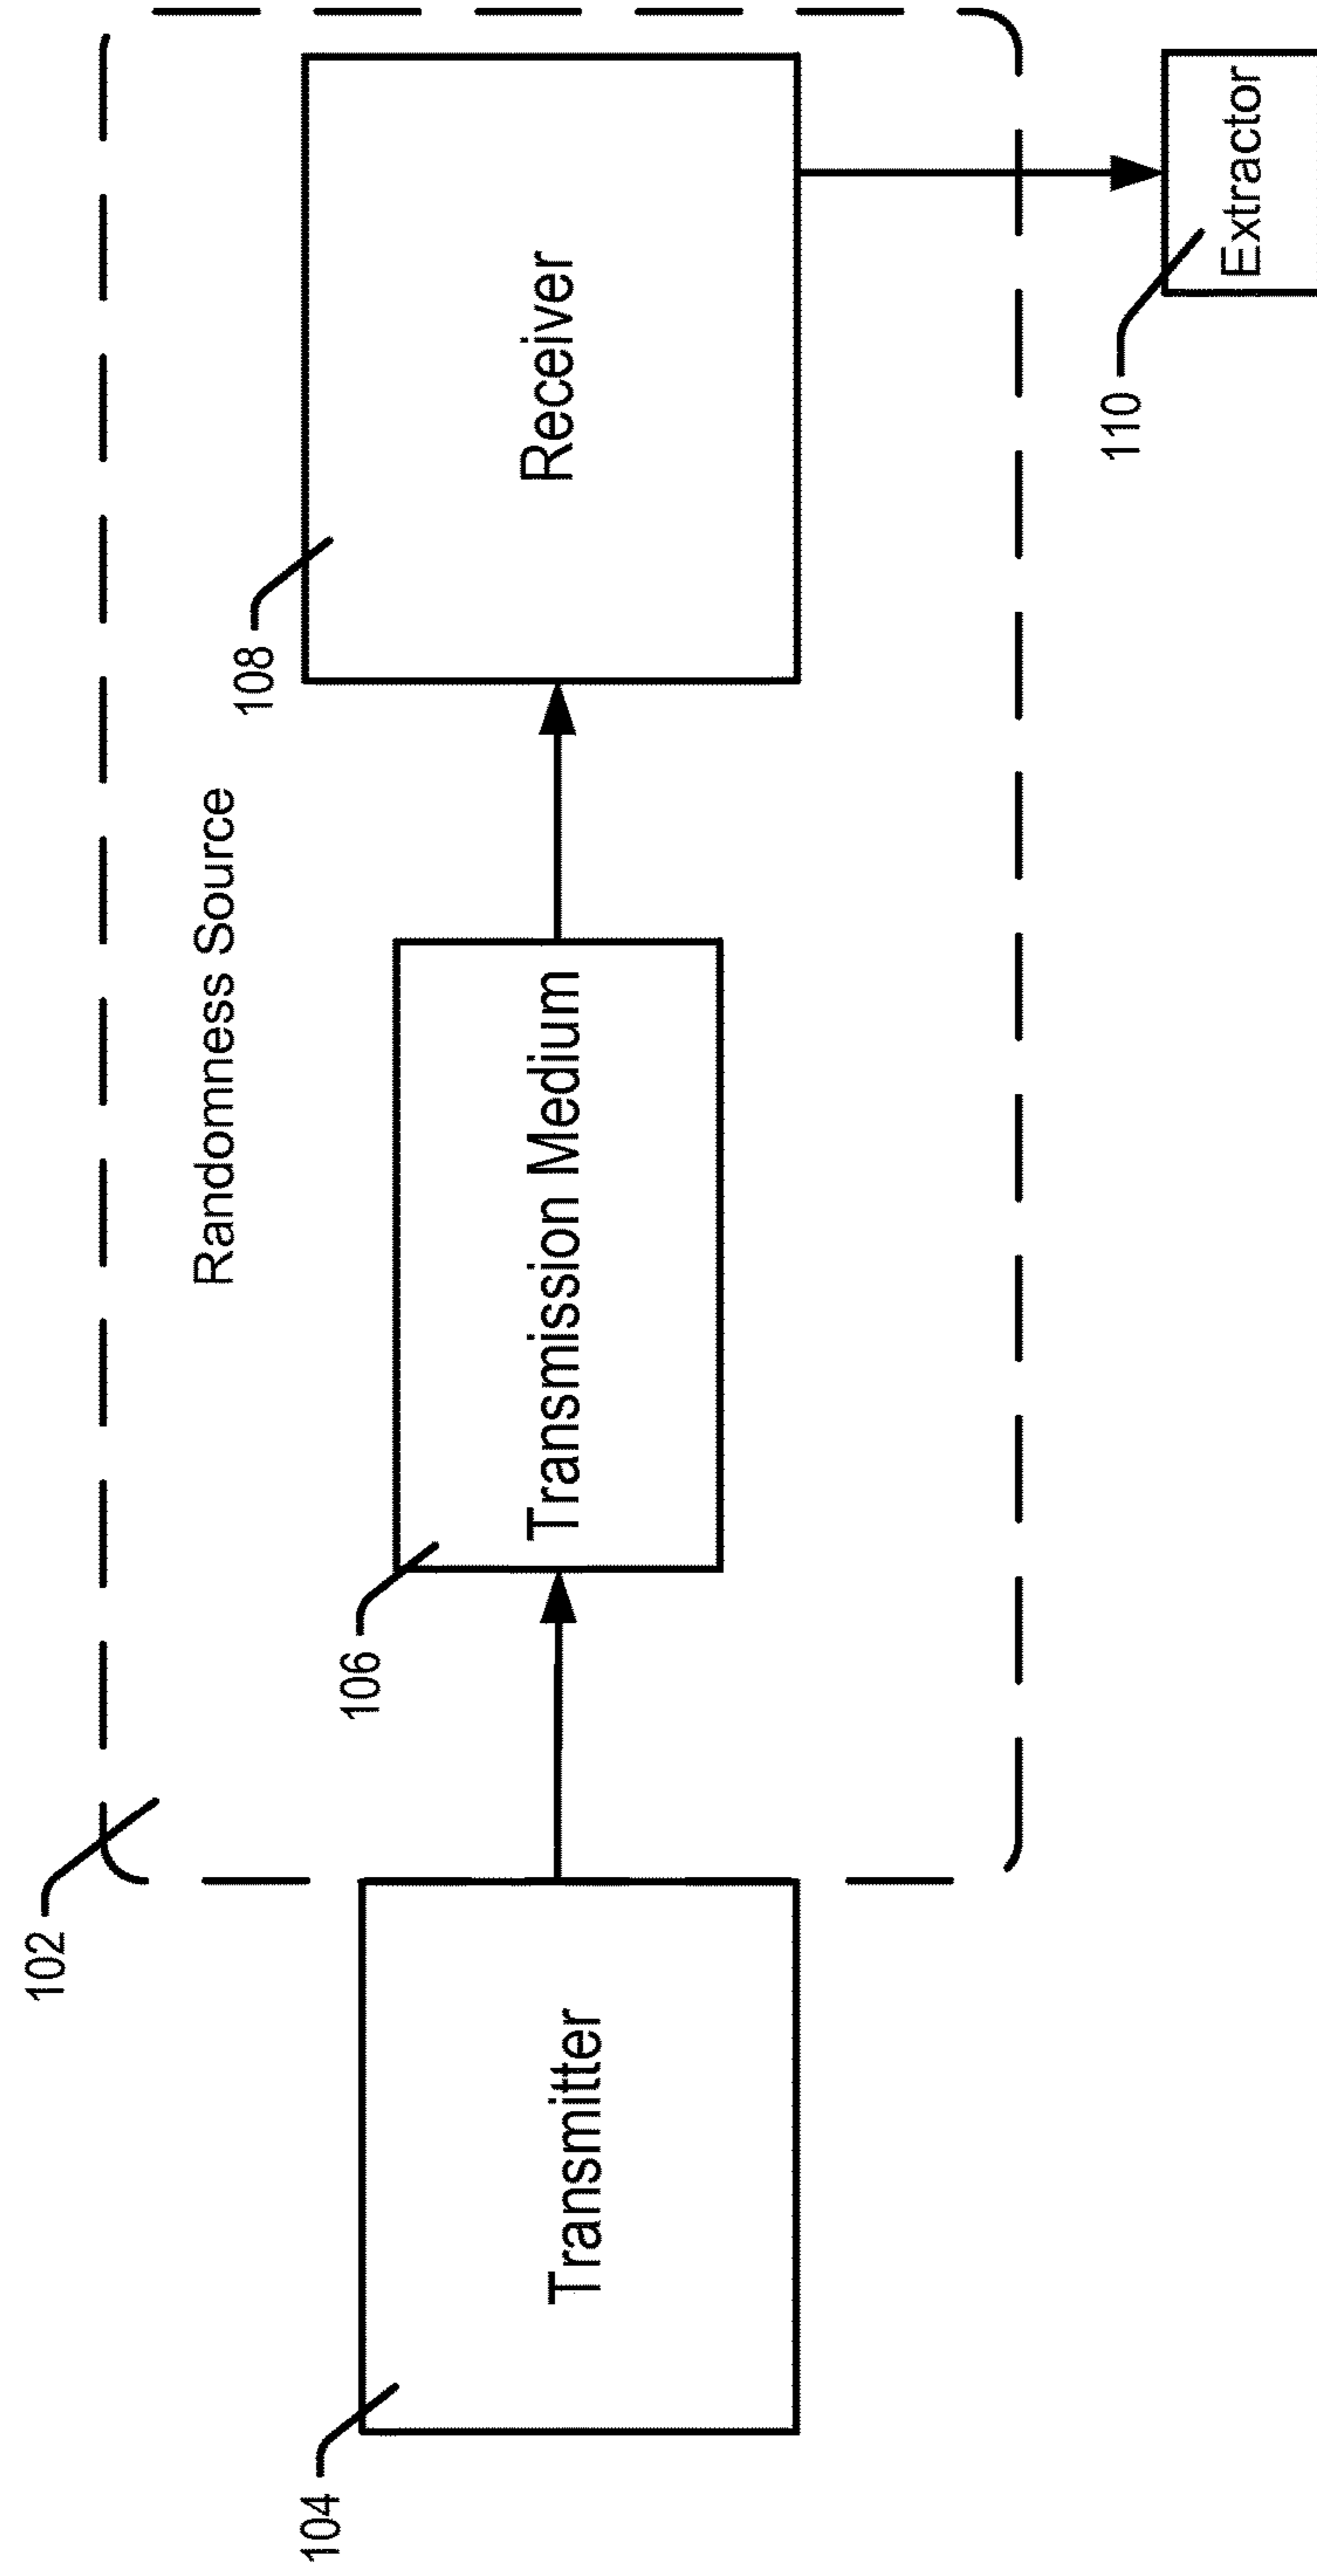 102
Randomness Source
104
Transmitter
106
Transmission Medium
108
Receiver
110
Extractor